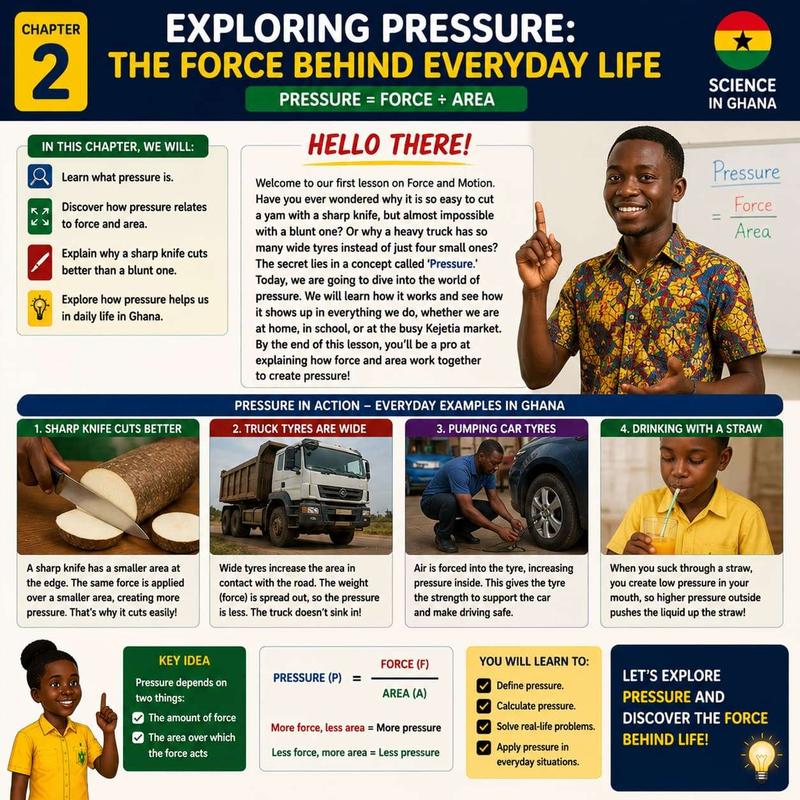 CHAPTER
2
EXPLORING PRESSURE:
THE FORCE BEHIND EVERYDAY LIFE
PRESSURE = FORCE ÷ AREA
SCIENCE
IN GHANA
IN THIS CHAPTER, WE WILL:
Learn what pressure is.
Discover how pressure relates
to force and area.
Explain why a sharp knife cuts
better than a blunt one.
Explore how pressure helps us
in daily life in Ghana.
HELLO THERE!
Welcome to our first lesson on Force and Motion.
Have you ever wondered why it is so easy to cut
a yam with a sharp knife, but almost impossible
with a blunt one? Or why a heavy truck has so
many wide tyres instead of just four small ones?
The secret lies in a concept called 'Pressure.'
Today, we are going to dive into the world of
pressure. We will learn how it works and see how
it shows up in everything we do, whether we are
at home, in school, or at the busy Kejetia market.
By the end of this lesson, you'll be a pro at
explaining how force and area work together
to create pressure!
Pressure
= Force
Area
PRESSURE IN ACTION – EVERYDAY EXAMPLES IN GHANA
1. SHARP KNIFE CUTS BETTER
A sharp knife has a smaller area at
the edge. The same force is applied
over a smaller area, creating more
pressure. That's why it cuts easily!
2. TRUCK TYRES ARE WIDE
Wide tyres increase the area in
contact with the road. The weight
(force) is spread out, so the pressure
is less. The truck doesn't sink in!
3. PUMPING CAR TYRES
Air is forced into the tyre, increasing
pressure inside. This gives the tyre
the strength to support the car
and make driving safe.
4. DRINKING WITH A STRAW
When you suck through a straw,
you create low pressure in your
mouth, so higher pressure outside
pushes the liquid up the straw!
KEY IDEA
Pressure depends on
two things:
The amount of force
The area over which
the force acts
PRESSURE (P) = FORCE (F)
AREA (A)
More force, less area = More pressure
Less force, more area = Less pressure
YOU WILL LEARN TO:
Define pressure.
Calculate pressure.
Solve real-life problems.
Apply pressure in
everyday situations.
LET'S EXPLORE
PRESSURE AND
DISCOVER THE FORCE
BEHIND LIFE!